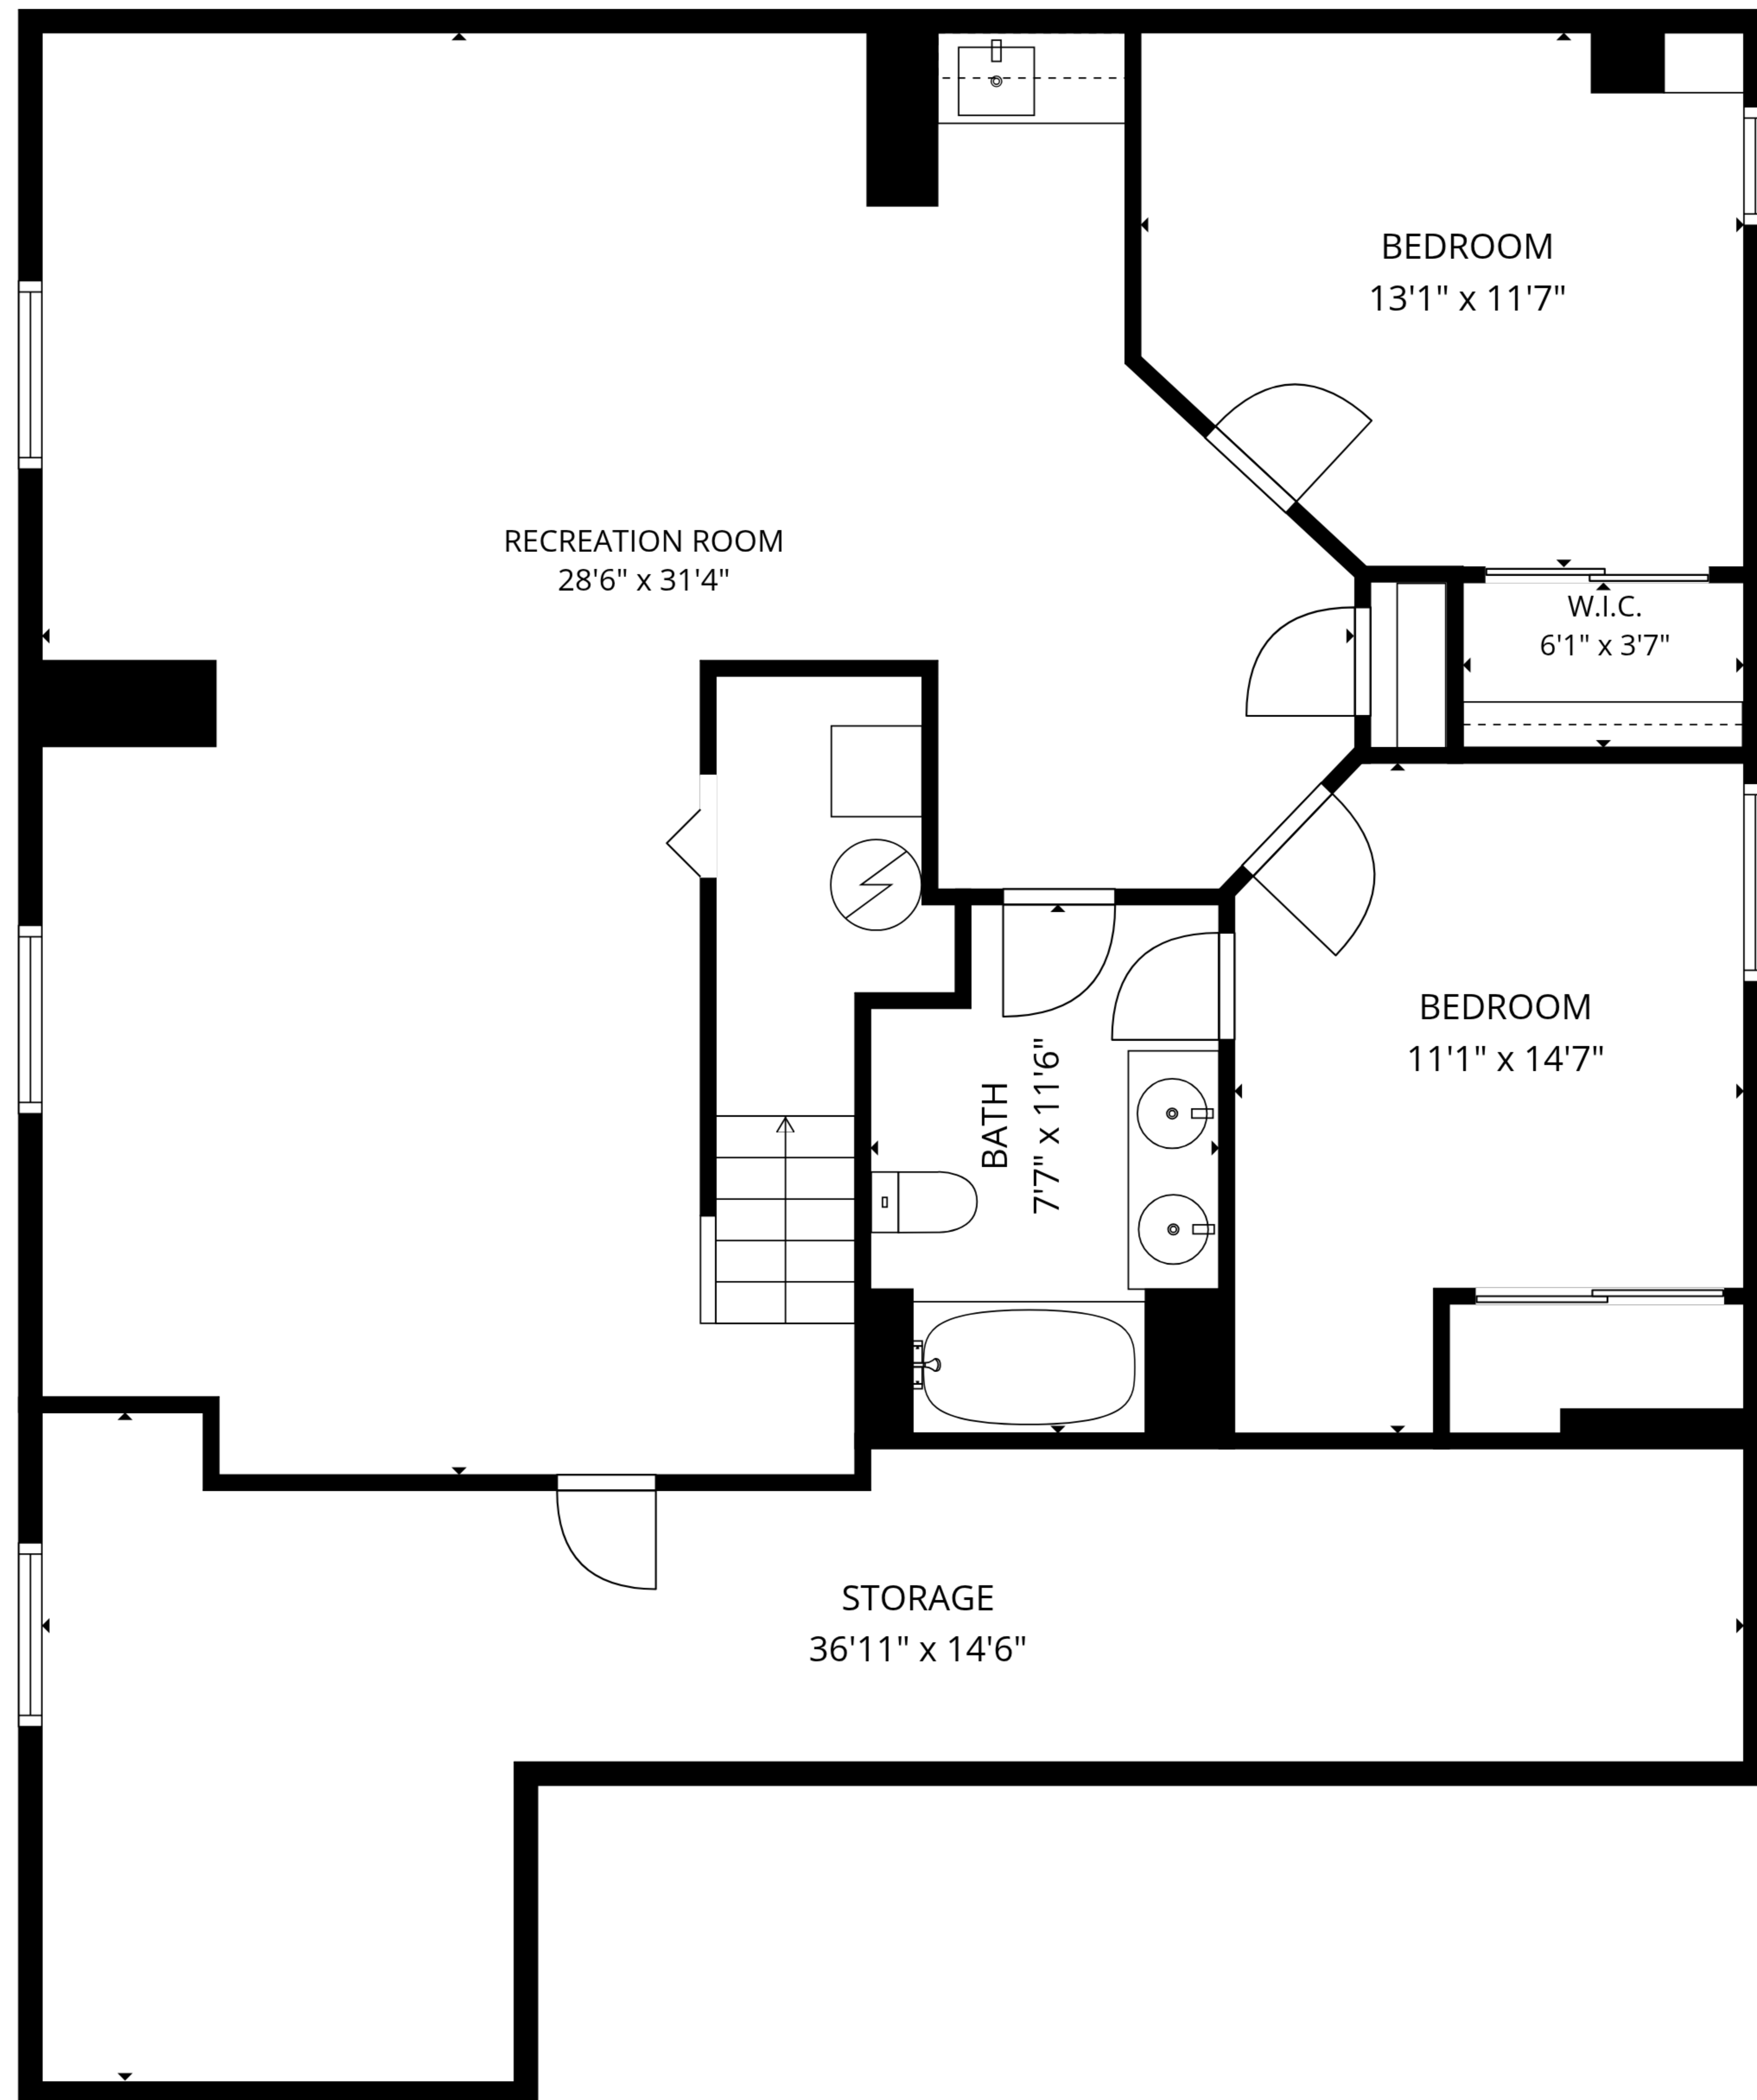 BEDROOM
13'1" x 11'7"
RECREATION ROOM
28'6" x 31'4"
W.I.C.
6'1" x 3'7"
BEDROOM
11'1" x 14'7"
BATH
7'7" x 11'6"
STORAGE
36'11" x 14'6"